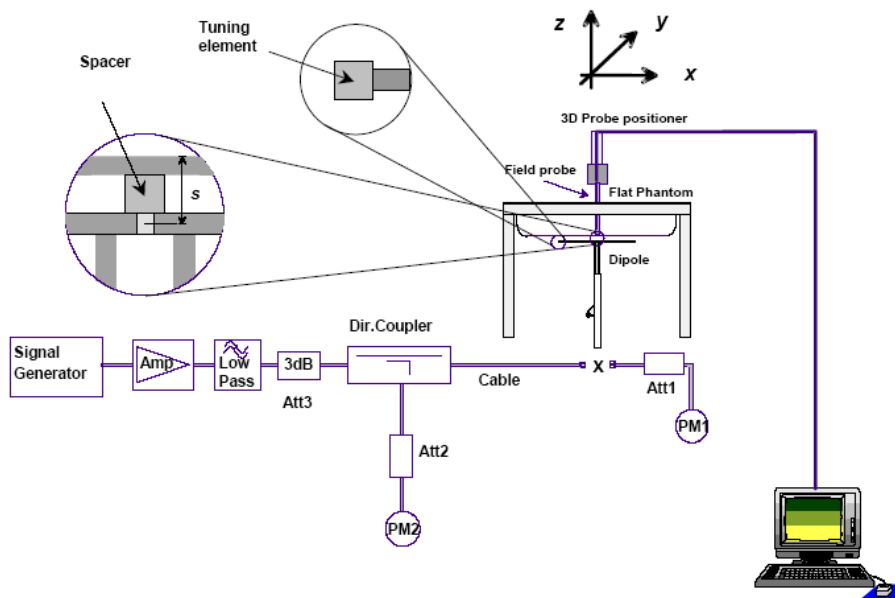 Tuning
element
Spacer
s
z
y
x
3D Probe positioner
Field probe
Flat Phantom
Dipole
Dir.Coupler
Signal
Generator
Amp
Low
Pass
3dB
Att3
Cable
X
Att1
PM1
Att2
PM2